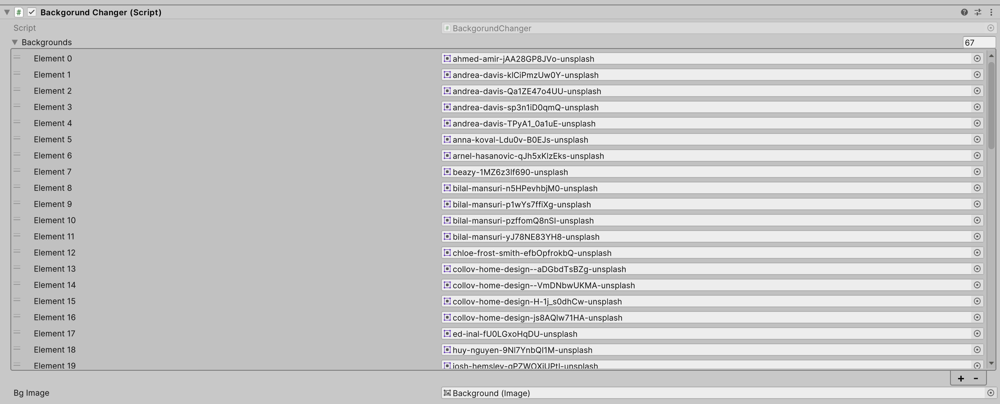 Backgorund Changer (Script)
Script
BackgorundChanger
Backgrounds
67
Element 0
ahmed-amir-jAA28GP8JVo-unsplash
Element 1
andrea-davis-klCiPmzUw0Y-unsplash
Element 2
andrea-davis-Qa1ZE47o4UU-unsplash
Element 3
andrea-davis-sp3n1iD0qmQ-unsplash
Element 4
andrea-davis-TPyA1_0a1uE-unsplash
Element 5
anna-koval-Ldu0v-B0EJs-unsplash
Element 6
arnel-hasanovic-qJh5xKlzEks-unsplash
Element 7
beazy-1MZ6z3lf690-unsplash
Element 8
bilal-mansuri-n5HPevhbjM0-unsplash
Element 9
bilal-mansuri-p1wYs7ffiXg-unsplash
Element 10
bilal-mansuri-pzffomQ8nSI-unsplash
Element 11
bilal-mansuri-yJ78NE83YH8-unsplash
Element 12
chloe-frost-smith-efbOpfrokbQ-unsplash
Element 13
collov-home-design--aDGbdTsBZg-unsplash
Element 14
collov-home-design--VmDNbwUKMA-unsplash
Element 15
collov-home-design-H-1j_s0dhCw-unsplash
Element 16
collov-home-design-js8AQlw71HA-unsplash
Element 17
ed-inal-fU0LGxoHqDU-unsplash
Element 18
huy-nguyen-9Nl7YnbQI1M-unsplash
Element 19
josh-hemsley-qPZWOXiUPtI-unsplash
Bg Image
Background (Image)